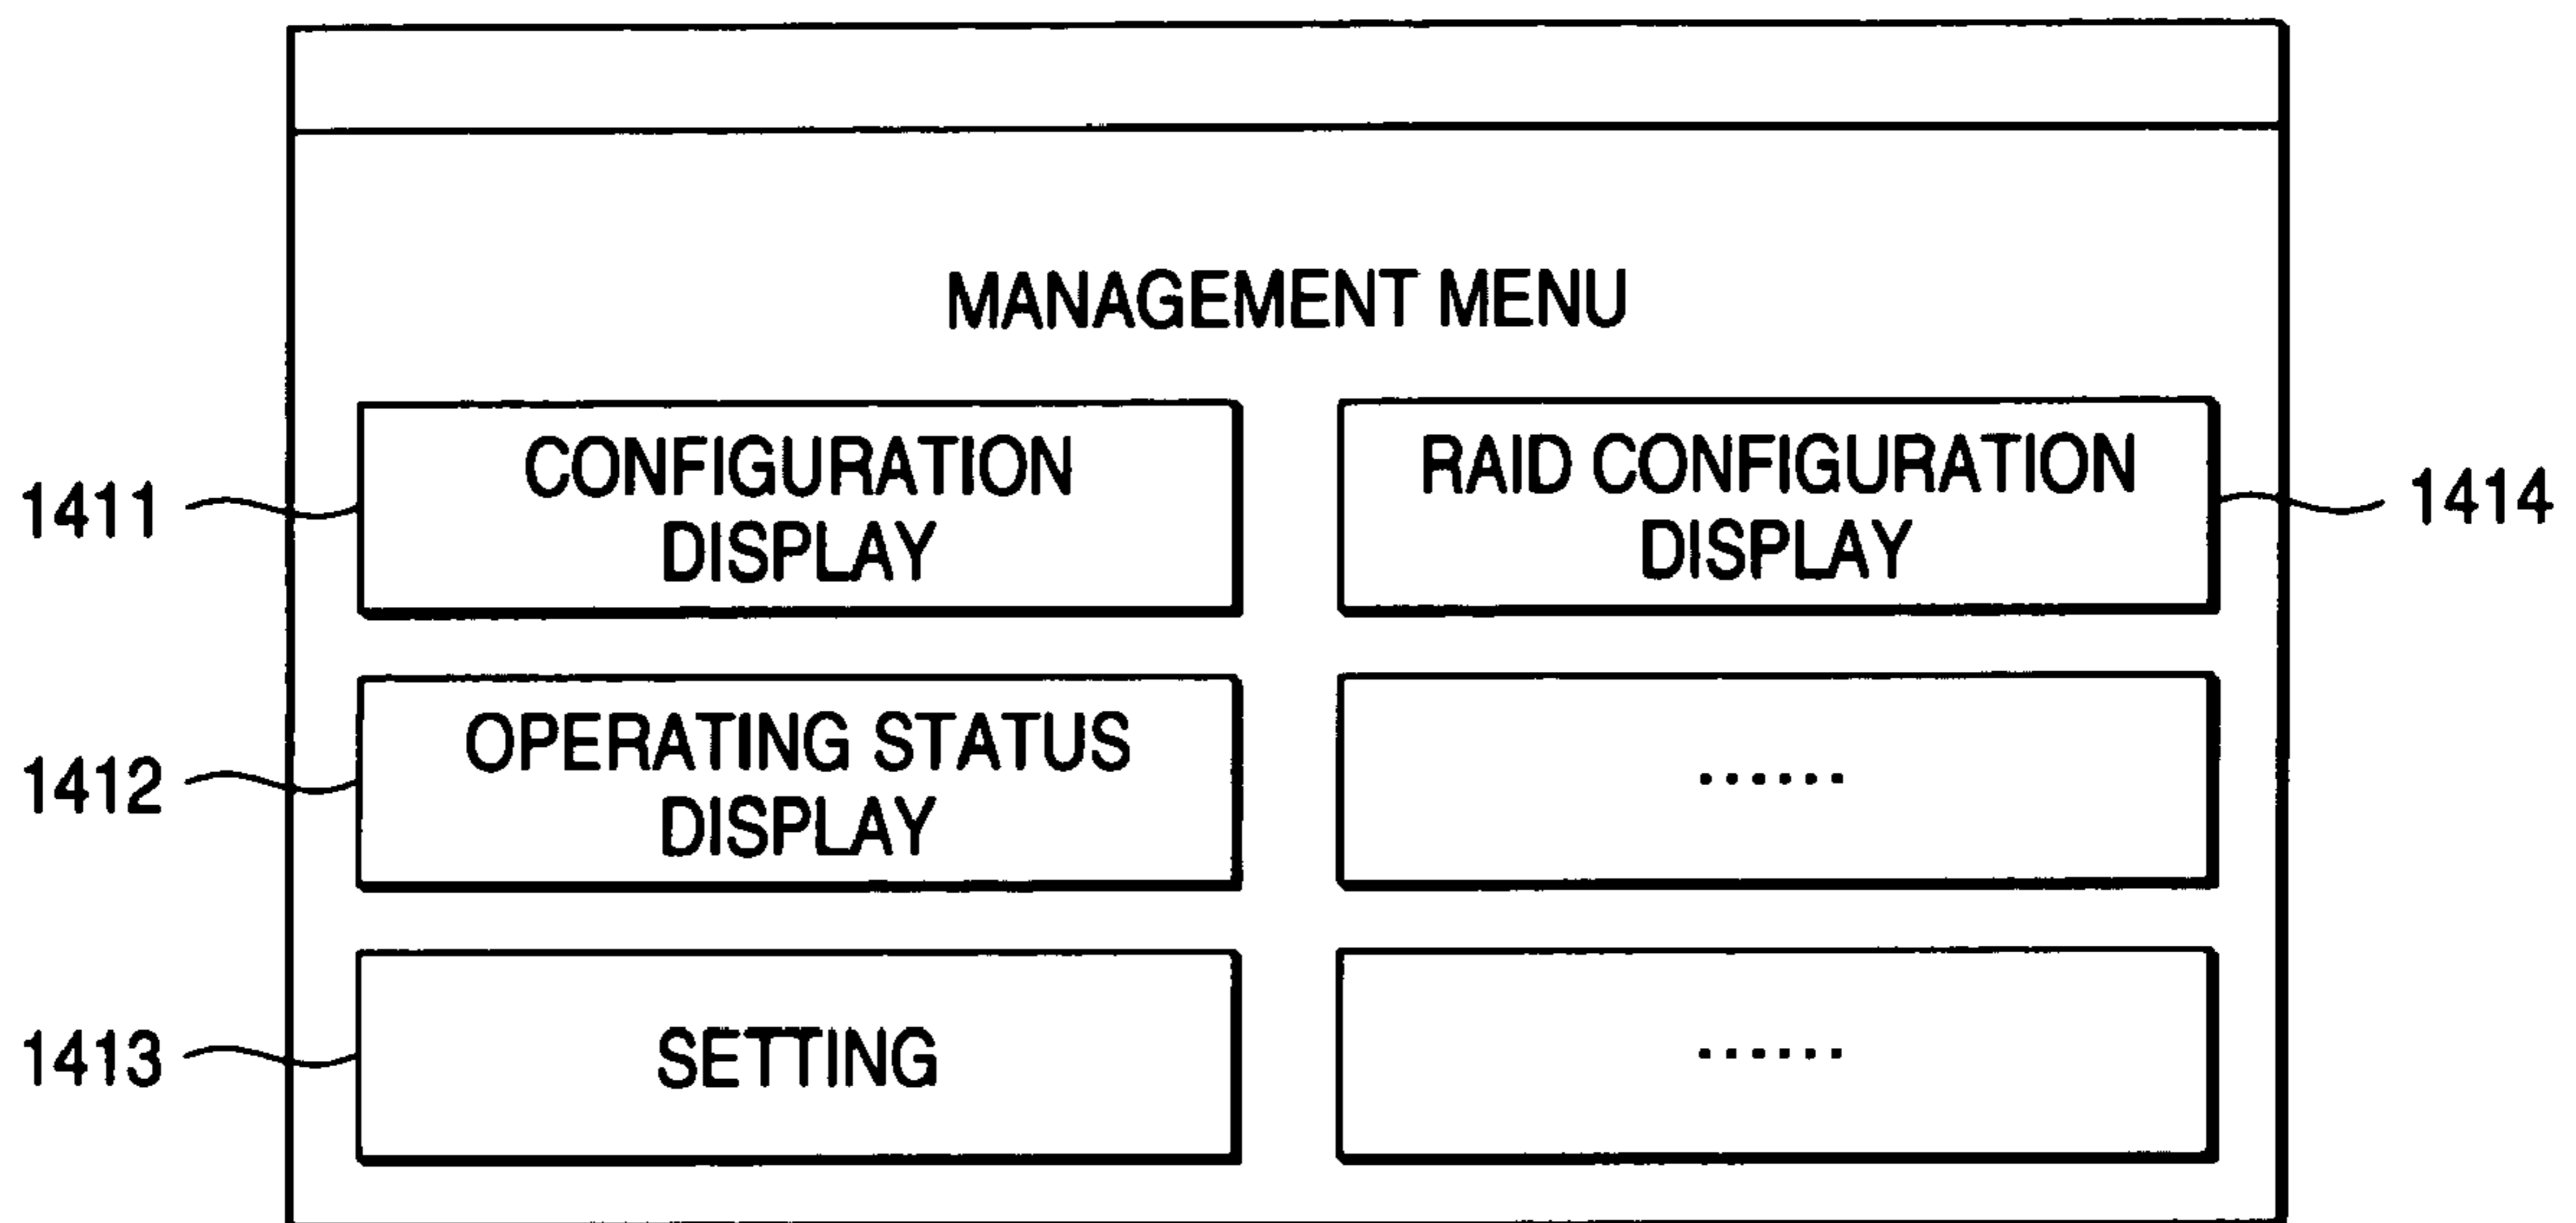 MANAGEMENT MENU
CONFIGURATION
DISPLAY
RAID CONFIGURATION
DISPLAY
1411
1414
OPERATING STATUS
DISPLAY
......
1412
SETTING
......
1413